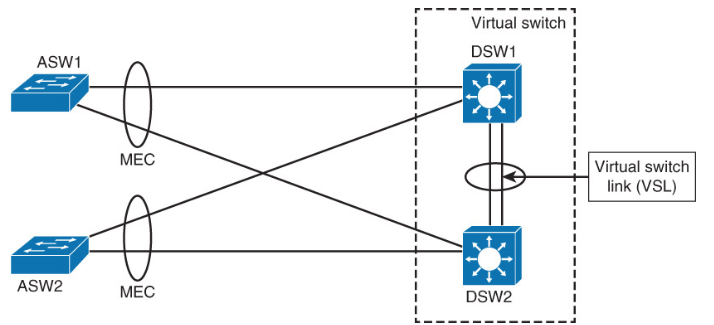 Virtual switch
ASW1
DSW1
MEC
Virtual switch
link (VSL)
MEC
ASW2
DSW2